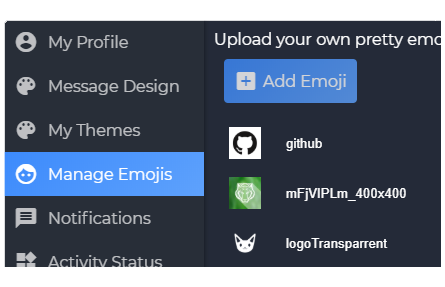 My Profile
Message Design
My Themes
Manage Emojis
Notifications
Activity Status
Upload your own pretty emo
Add Emoji
github
mFjVIPLm_400x400
logoTransparrent